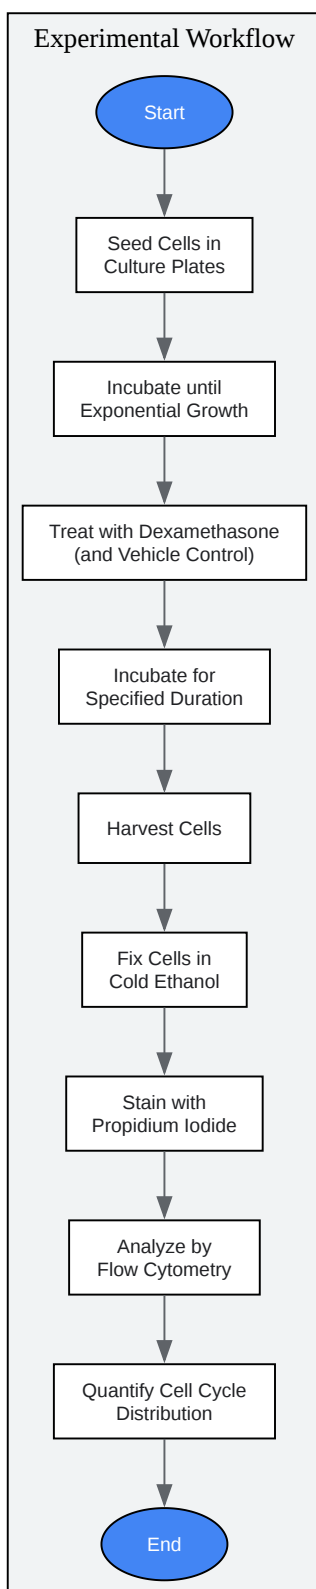 Experimental Workflow
Start
Seed Cells in
Culture Plates
Incubate until
Exponential Growth
Treat with Dexamethasone
(and Vehicle Control)
Incubate for
Specified Duration
Harvest Cells
Fix Cells in
Cold Ethanol
Stain with
Propidium Iodide
Analyze by
Flow Cytometry
Quantify Cell Cycle
Distribution
End